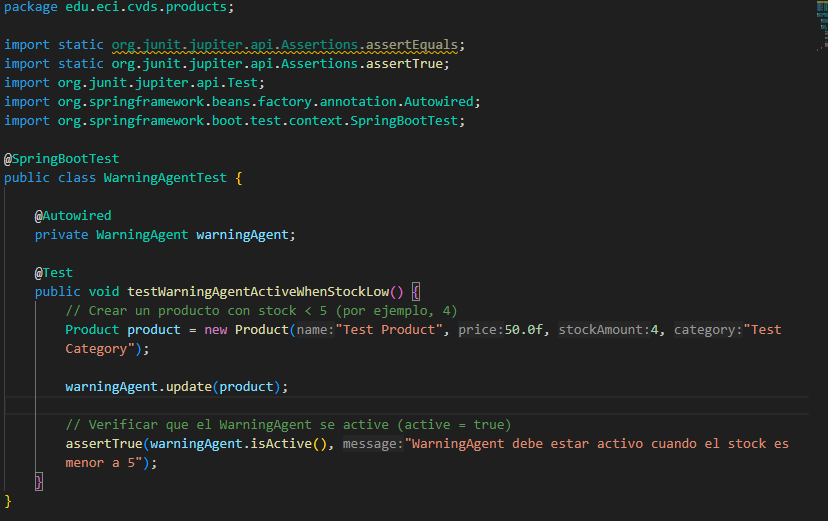 package edu.eci.cvds.products;
import static org.junit.jupiter.api.Assertions.assertEquals;
import static org.junit.jupiter.api.Assertions.assertTrue;
import org.junit.jupiter.api.Test;
import org.springframework.beans.factory.annotation.Autowired;
import org.springframework.boot.test.context.SpringBootTest;
@SpringBootTest
public class WarningAgentTest {
@Autowired
private WarningAgent warningAgent;
@Test
public void testWarningAgentActiveWhenStockLow() {
// Crear un producto con stock < 5 (por ejemplo, 4)
Product product = new Product(name:"Test Product", price:50.0f, stockAmount:4, category:"Test
Category");
warningAgent.update(product);
// Verificar que el WarningAgent se active (active = true)
assertTrue(warningAgent.isActive(), message:"WarningAgent debe estar activo cuando el stock es
menor a 5");
}
}